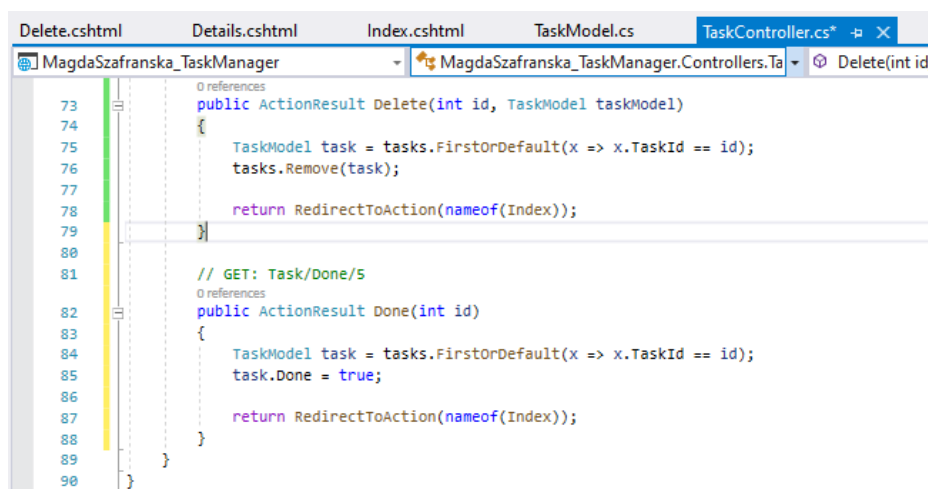 Delete.cshtml Details.cshtml Index.cshtml TaskModel.cs TaskController.cs*
MagdaSzafranska_TaskManager MagdaSzafranska_TaskManager.Controllers.Ta Delete(int id
0 references
73 public ActionResult Delete(int id, TaskModel taskModel)
74 {
75 TaskModel task = tasks.FirstOrDefault(x => x.TaskId == id);
76 tasks.Remove(task);
77
78 return RedirectToAction(nameof(Index));
79 }
80
81 // GET: Task/Done/5
0 references
82 public ActionResult Done(int id)
83 {
84 TaskModel task = tasks.FirstOrDefault(x => x.TaskId == id);
85 task.Done = true;
86
87 return RedirectToAction(nameof(Index));
88 }
89 }
90 }